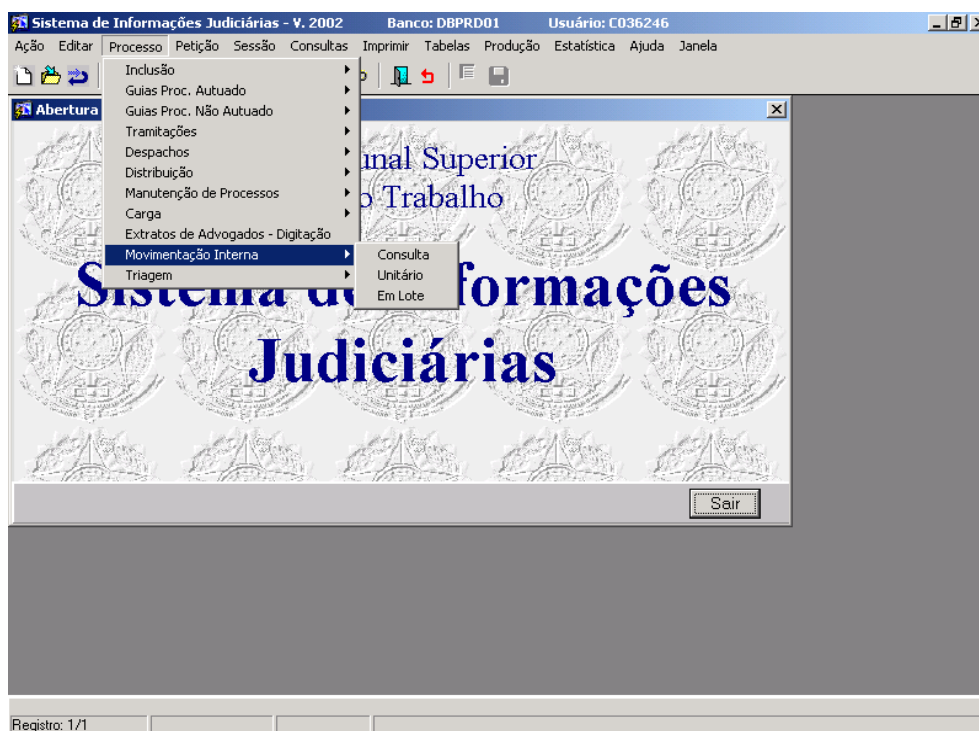 Sistema de Informações Judiciárias - V. 2002 Banco: DBPRD01 Usuário: C036246
Ação Editar Processo Petição Sessão Consultas Imprimir Tabelas Produção Estatística Ajuda Janela
Inclusão
Guias Proc. Autuado
Guias Proc. Não Autuado
Tramitações
Despachos
Distribuição
Manutenção de Processos
Carga
Extratos de Advogados - Digitação
Movimentação Interna
Triagem
Consulta
Unitário
Em Lote
Abertura
Superior
Trabalho
Sistema
Judiciárias
Sair
Registro: 1/1